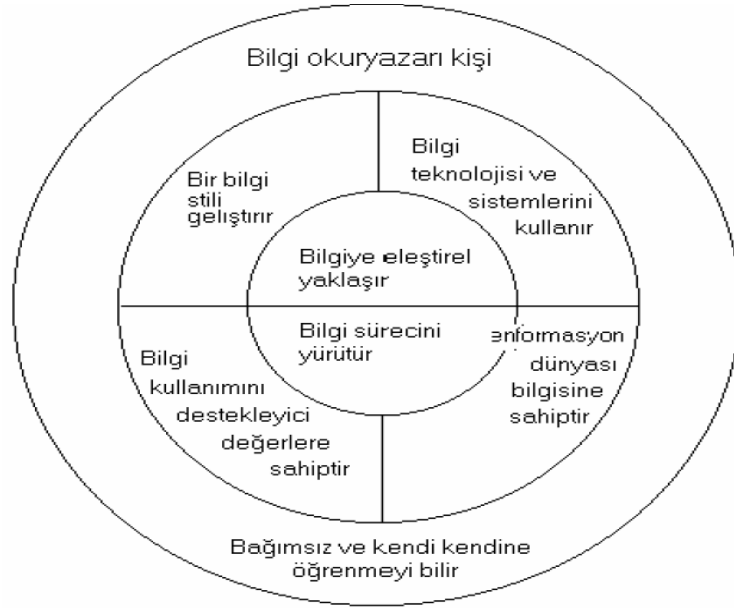 Bilgi okuryazarı kişi
Bir bilgi
stili
geliştırır
Bilgi
teknolojisi ve
sistemlerini
kullanır
Bilgiye eleştirel
yaklaşır
Bilgi sürecini
yürütür
Bilgi
kullanımını
destekleyici
değerlere
sahiptir
enformasyon
dünyası
bilgisine
sahiptir
Bağımsız ve kendi kendine
öğrenmeyi bilir